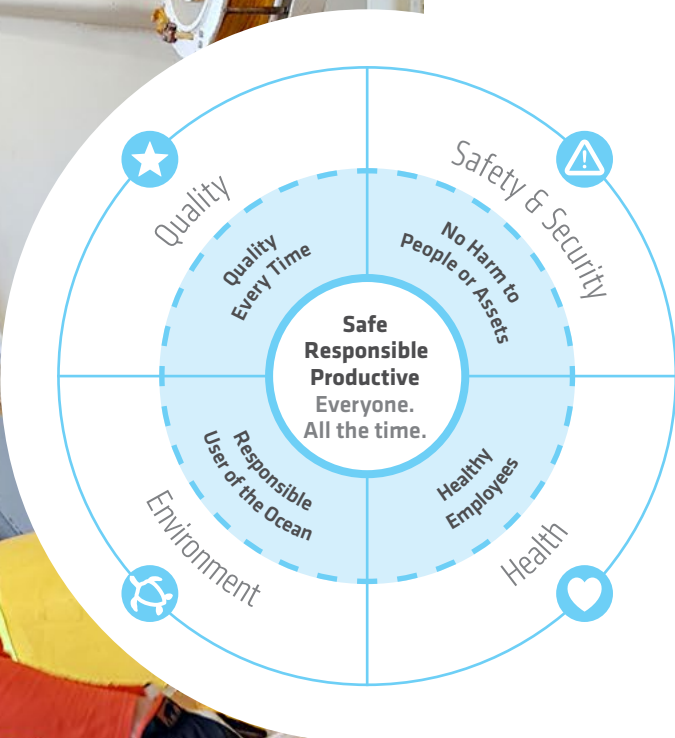 Quality
Safety & Security
Quality
Every Time
No Harm to
People or Assets
Safe
Responsible
Productive
Everyone.
All the time.
Responsible
User of the Ocean
Healthy
Employees
Environment
Health